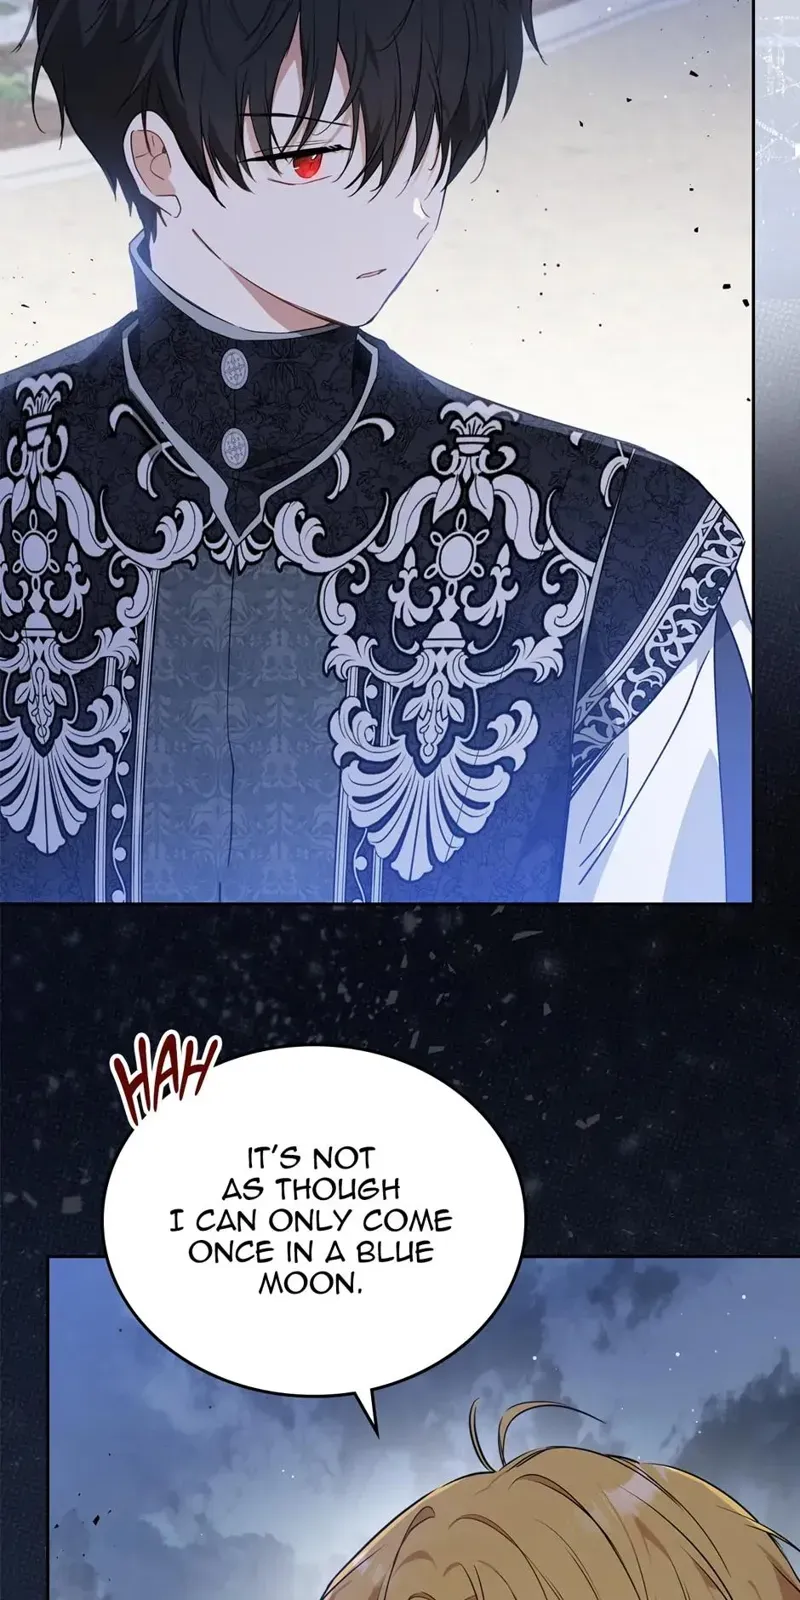 HAH
IT'S NOT
AS THOUGH
I CAN ONLY COME
ONCE IN A BLUE
MOON.